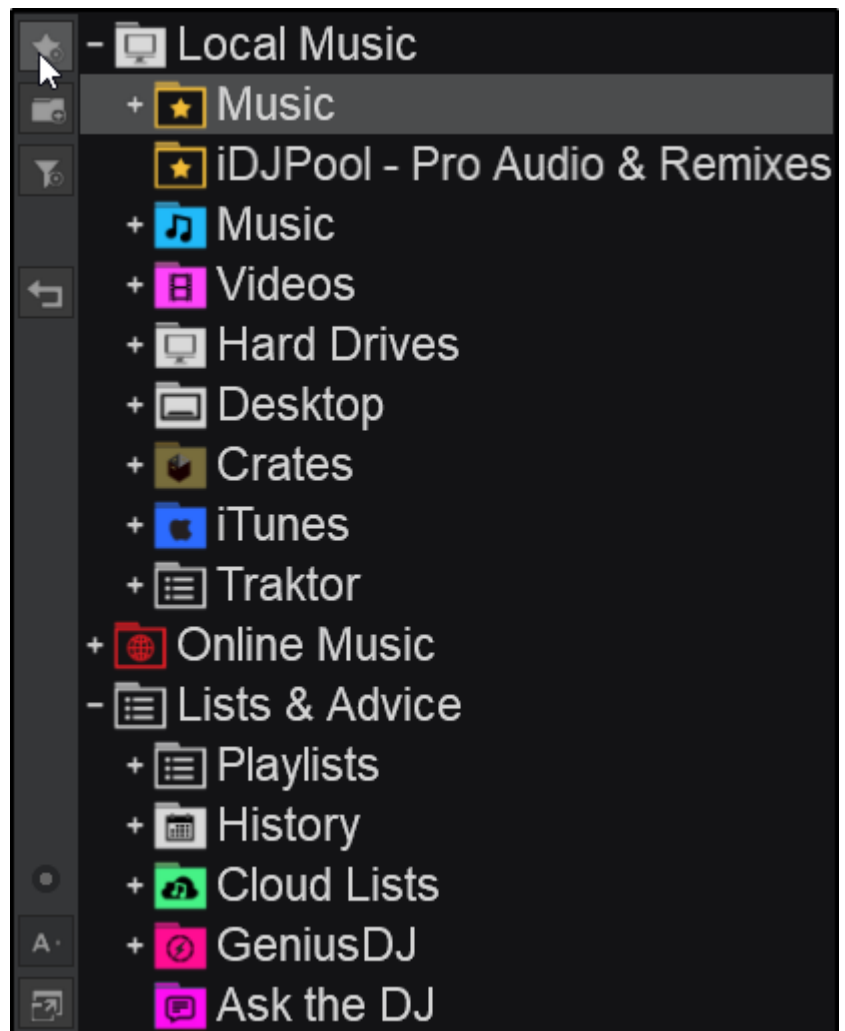 Local Music
Music
iDJPool - Pro Audio & Remixes
Music
Videos
Hard Drives
Desktop
Crates
iTunes
Traktor
Online Music
Lists & Advice
Playlists
History
Cloud Lists
GeniusDJ
A
Ask the DJ